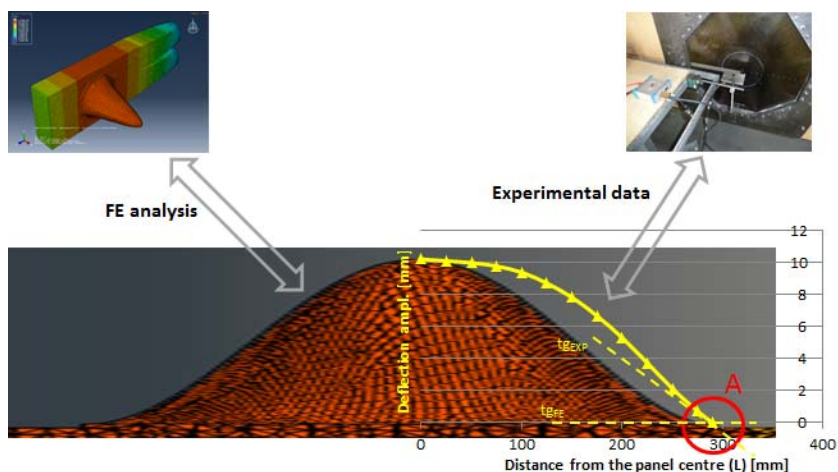 FE analysis
Experimental data
12
10
8
6
4
2
0
Deflection ampl. [mm]
tgEXP
tgFE
A
0
100
200
300
400
Distance from the panel centre (L) [mm]